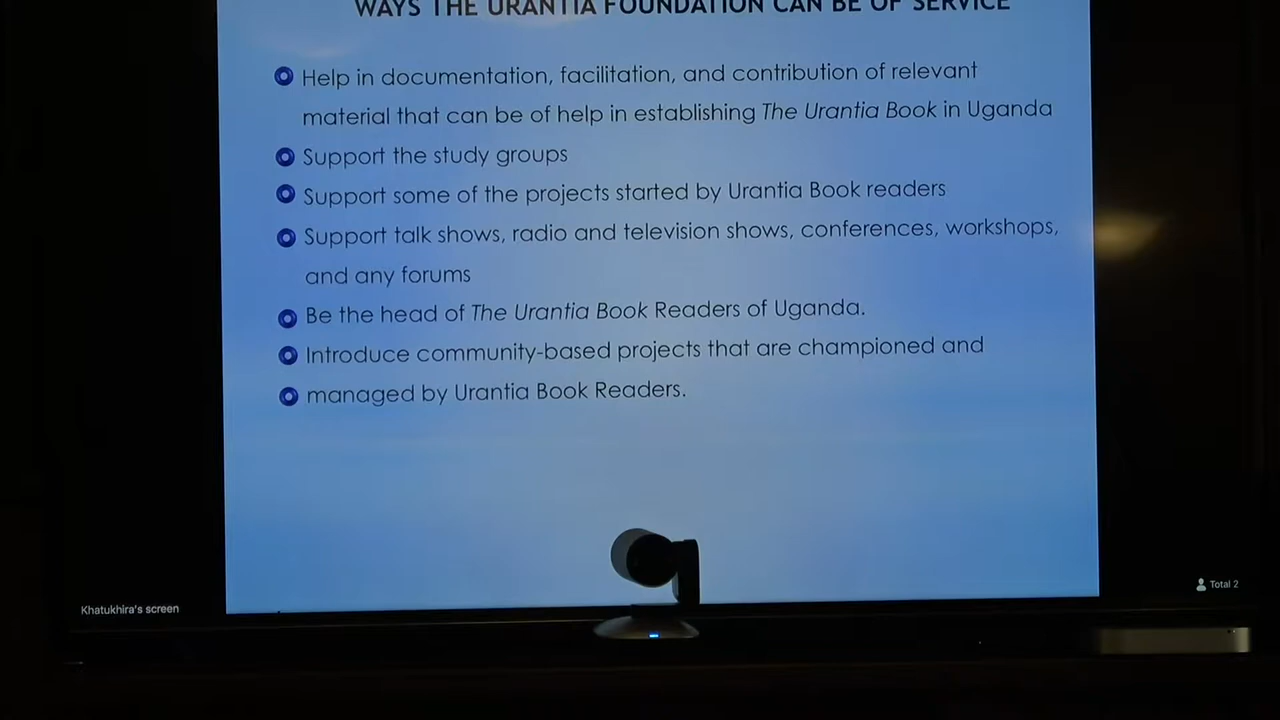 WAYS THE URANTIA FOUNDATION CAN BE OF SERVICE
Help in documentation, facilitation, and contribution of relevant
material that can be of help in establishing The Urantia Book in Uganda
Support the study groups
Support some of the projects started by Urantia Book readers
Support talk shows, radio and television shows, conferences, workshops,
and any forums
Be the head of The Urantia Book Readers of Uganda.
Introduce community-based projects that are championed and
managed by Urantia Book Readers.
Khatukhira's screen
Total 2